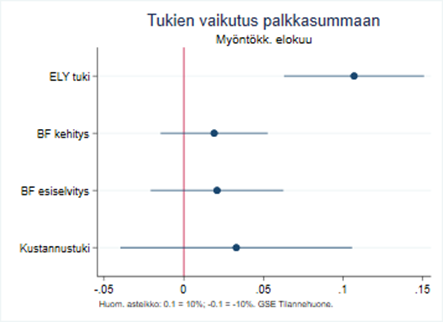 Tukien vaikutus palkkasummaan
Myöntökk. elokuu
ELY tuki
BF kehitys
BF esiselvitys
Kustannustuki
-.05 0 .05 .1 .15
Huom. asteikko: 0.1 = 10%; -0.1 = -10%. GSE Tilannehuone.